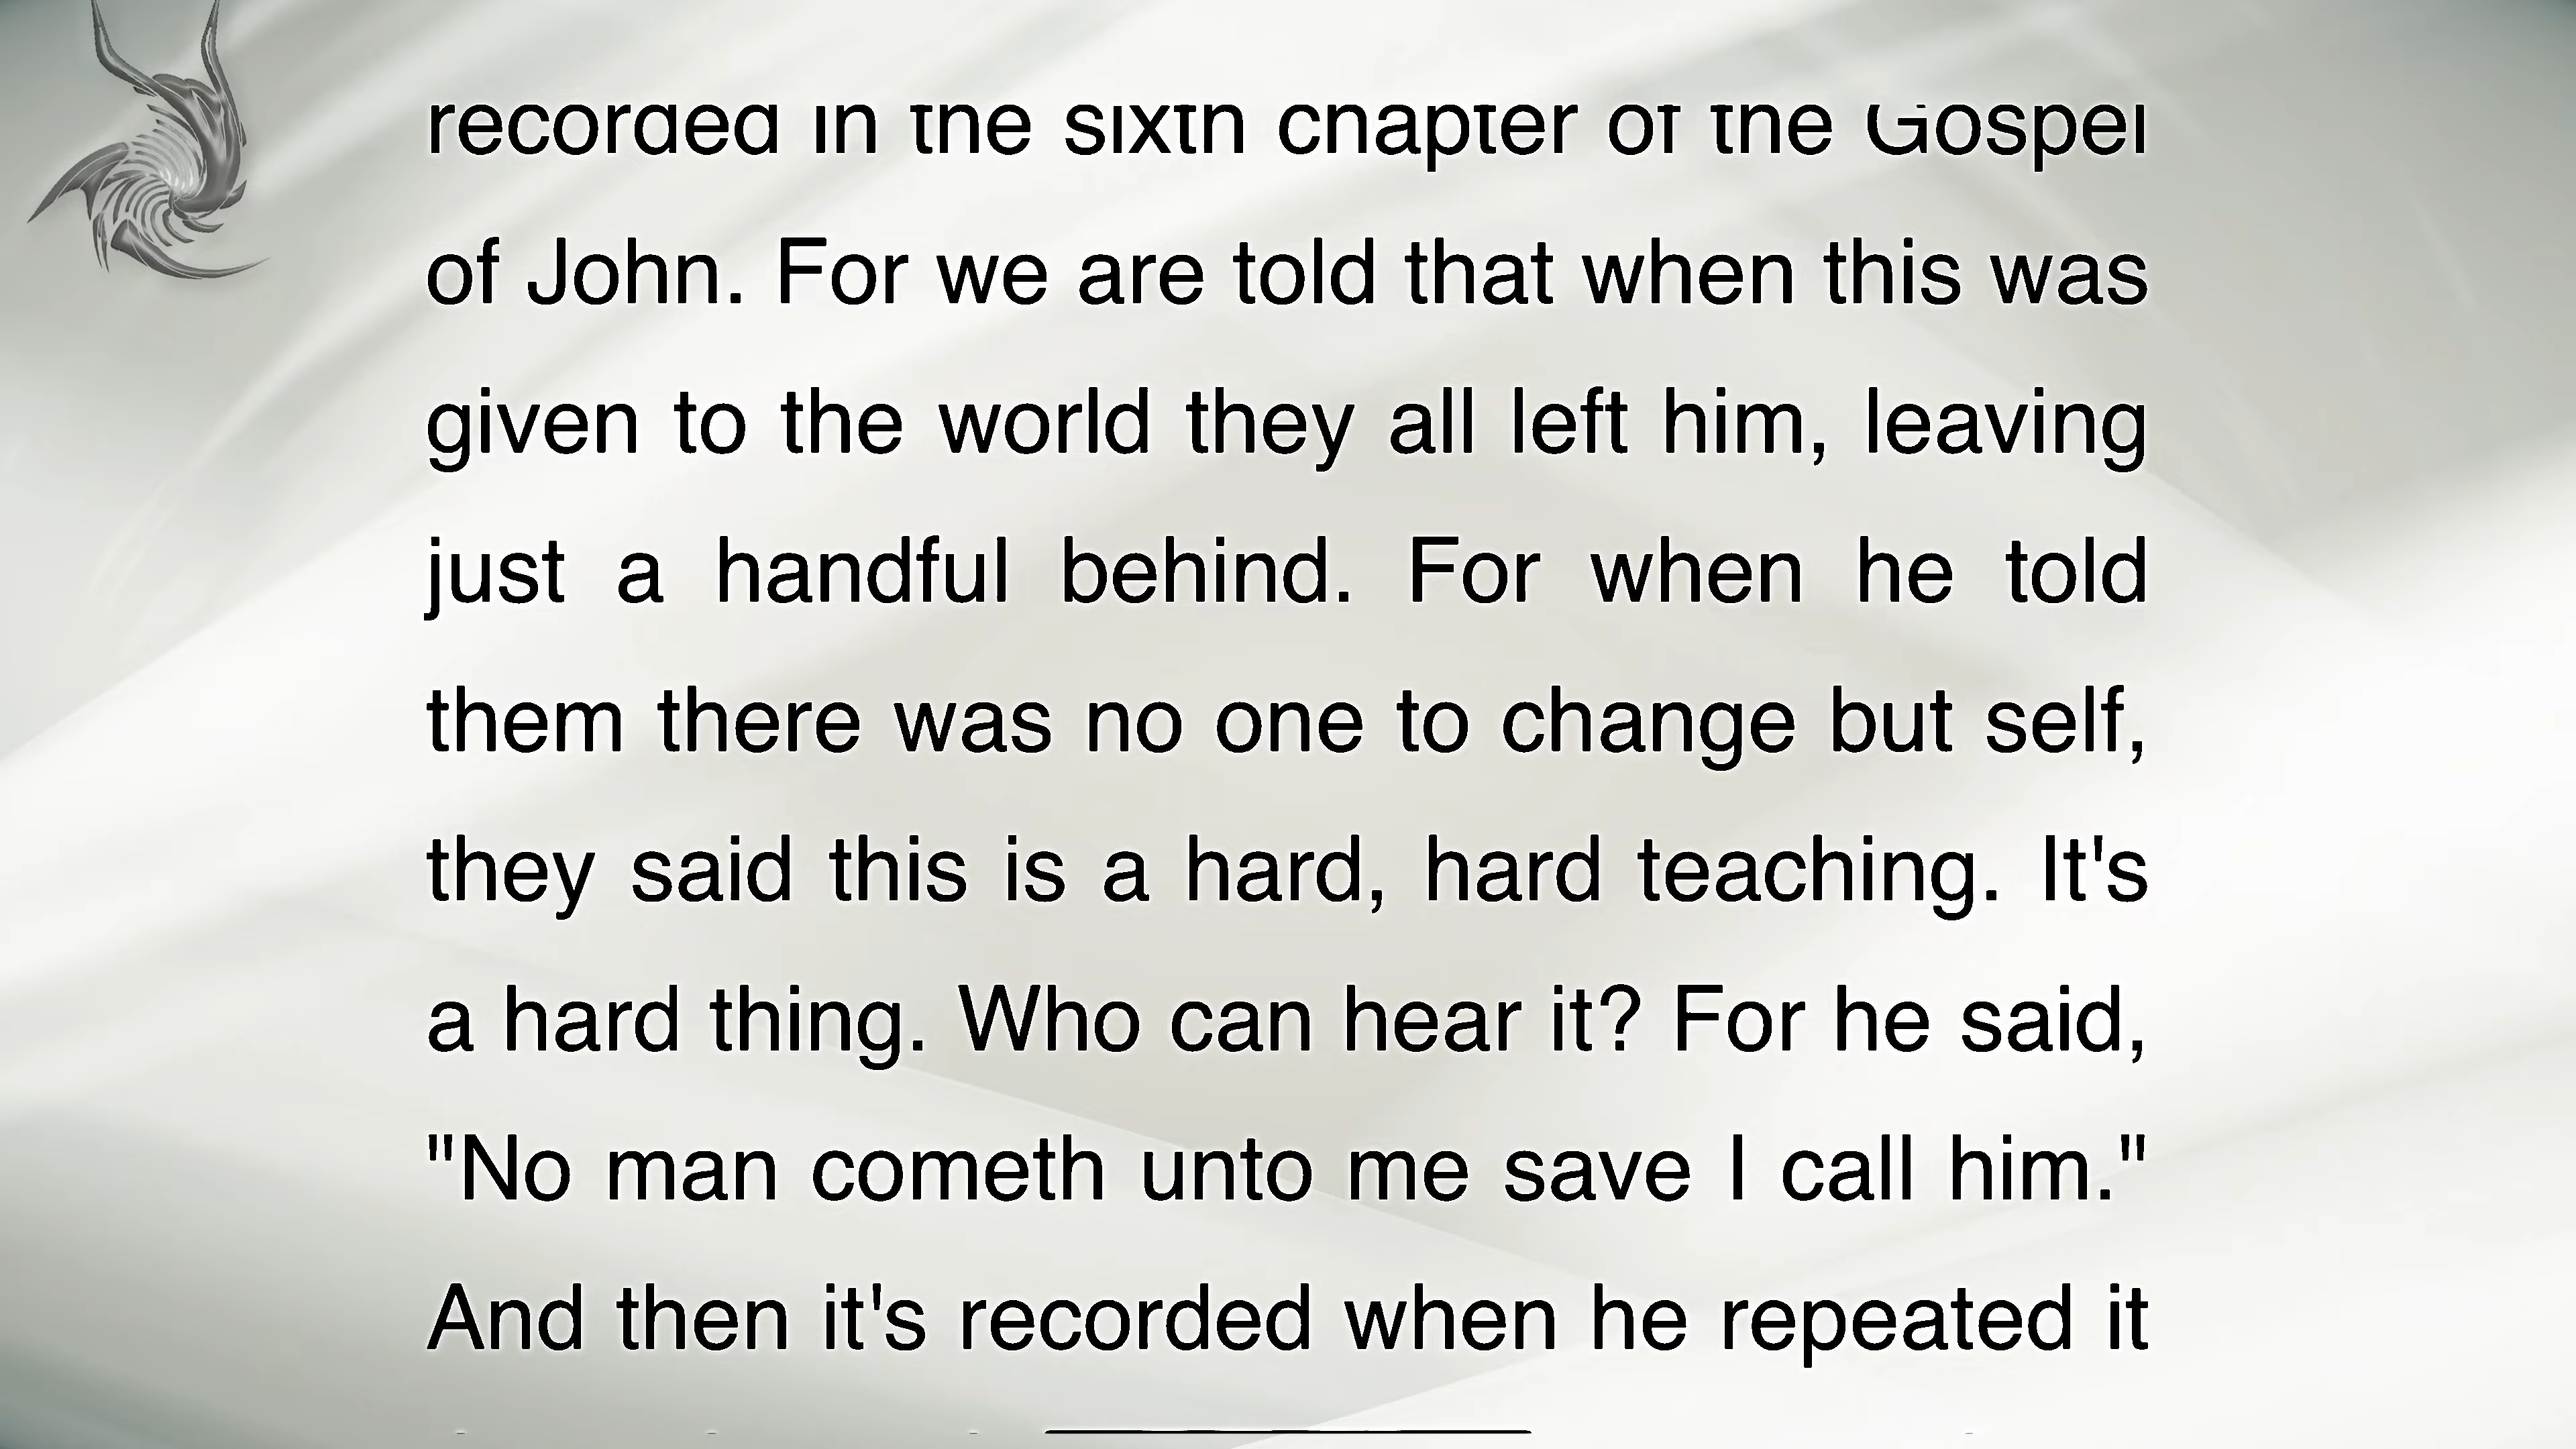 recorded in the sixth chapter of the Gospel
of John. For we are told that when this was
given to the world they all left him, leaving
just a handful behind. For when he told
them there was no one to change but self,
they said this is a hard, hard teaching. It's
a hard thing. Who can hear it? For he said,
"No man cometh unto me save I call him."
And then it's recorded when he repeated it